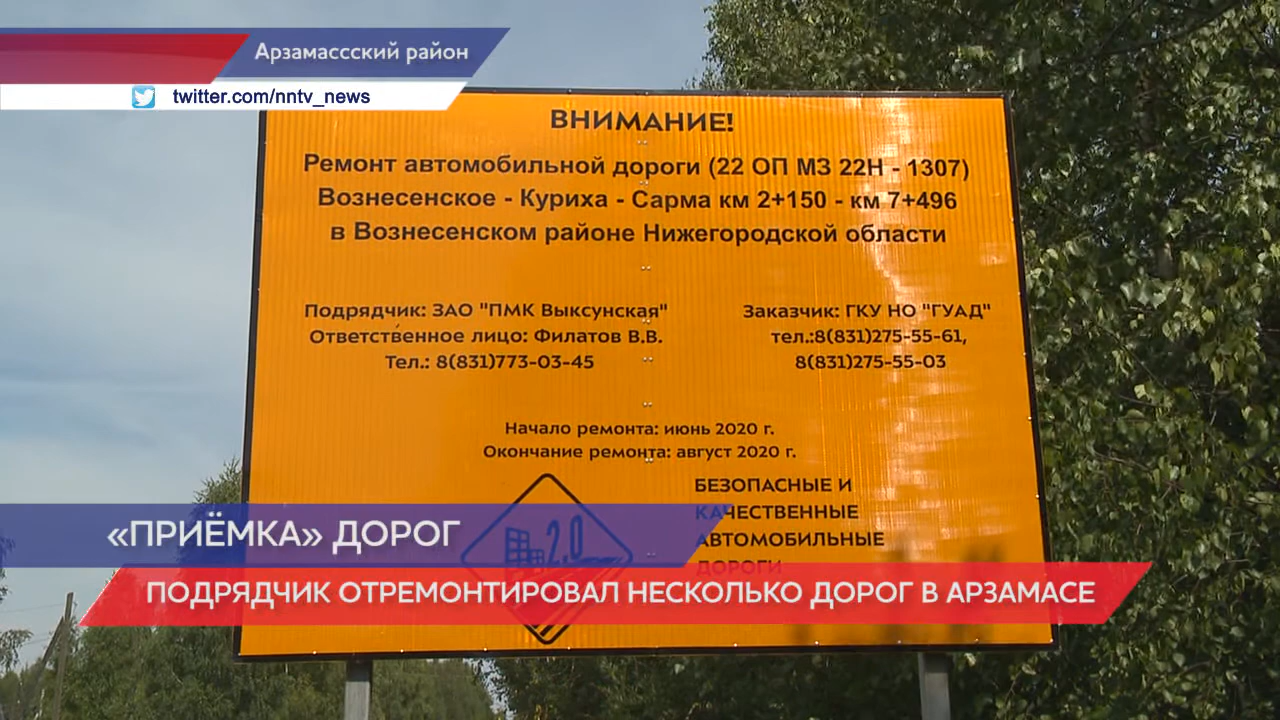 Арзамассский район
twitter.com/nntv_news
ВНИМАНИЕ!
Ремонт автомобильной дороги (22 ОП МЗ 22Н - 1307)
Вознесенское - Куриха - Сарма км 2+150 - км 7+496
в Вознесенском районе Нижегородской области
Подрядчик: ЗАО "ПМК Выксунская"
Ответственное лицо: Филатов В.В.
Тел.: 8(831)773-03-45
Заказчик: ГКУ НО "ГУАД"
тел.:8(831)275-55-61,
8(831)275-55-03
Начало ремонта: июнь 2020 г.
Окончание ремонта: август 2020 г.
2.0
БЕЗОПАСНЫЕ И
КАЧЕСТВЕННЫЕ
АВТОМОБИЛЬНЫЕ
ДОРОГИ
«ПРИЁМКА» ДОРОГ
ПОДРЯДЧИК ОТРЕМОНТИРОВАЛ НЕСКОЛЬКО ДОРОГ В АРЗАМАСЕ